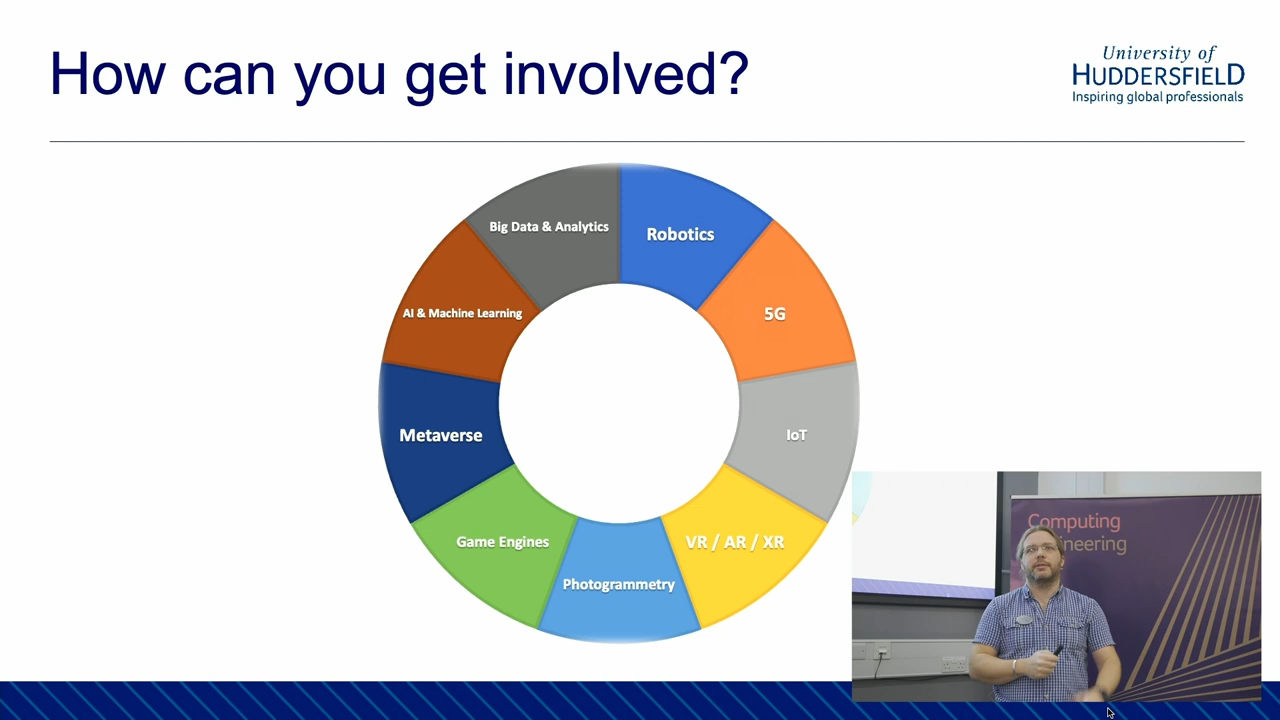 How can you get involved?
University of
HUDDERSFIELD
Inspiring global professionals
Big Data & Analytics
Robotics
AI & Machine Learning
5G
Metaverse
IoT
Game Engines
VR / AR / XR
Photogrammetry
Computing